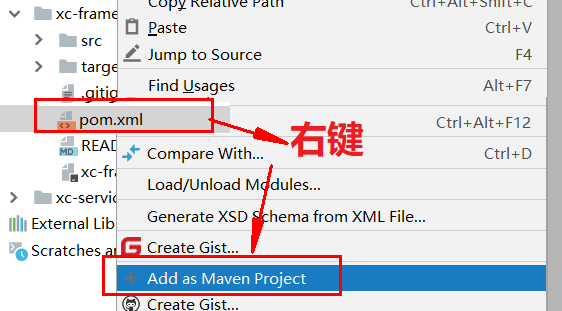 xc-frame
Copy Relative Path
Ctrl+Alt+Shift+C
src
Paste
Ctrl+V
targe
Jump to Source
F4
.gitig
Find Usages
Alt+F7
pom.xml
Ctrl+Alt+F12
右键
READ
Compare With...
Ctrl+D
xc-fra
Load/Unload Modules...
xc-servic
Generate XSD Schema from XML File...
External Lib
Create Gist...
Scratches a
Add as Maven Project
Create Gist...